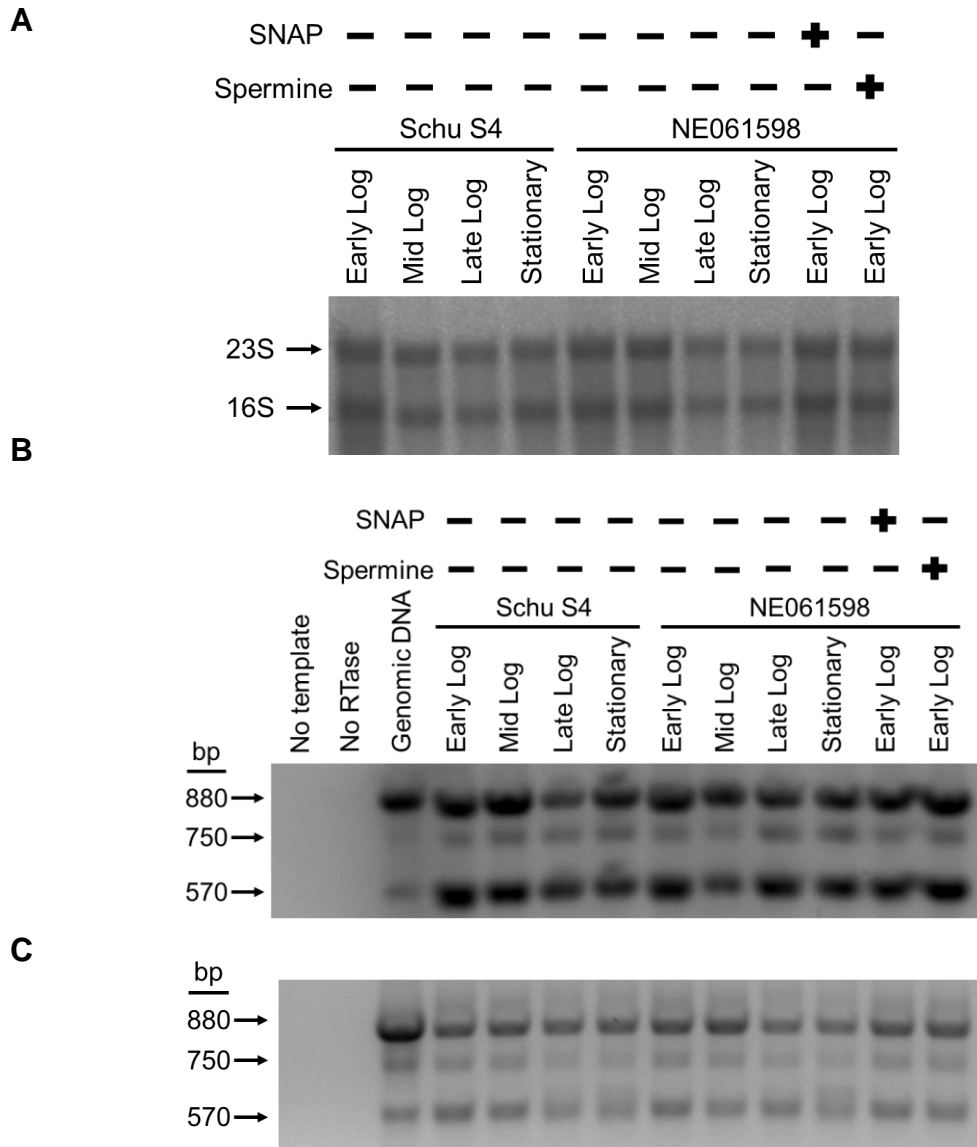 A
SNAP – – – – – – – – + –
Spermine – – – – – – – – – +
Schu S4 NE061598
Early Log Mid Log Late Log Stationary Early Log Mid Log Late Log Stationary Early Log Early Log
23S
16S
B
SNAP – – – – – – – – + –
Spermine – – – – – – – – – +
Schu S4 NE061598
No template No RTase Genomic DNA Early Log Mid Log Late Log Stationary Early Log Mid Log Late Log Stationary Early Log Early Log
bp
880
750
570
C
bp
880
750
570